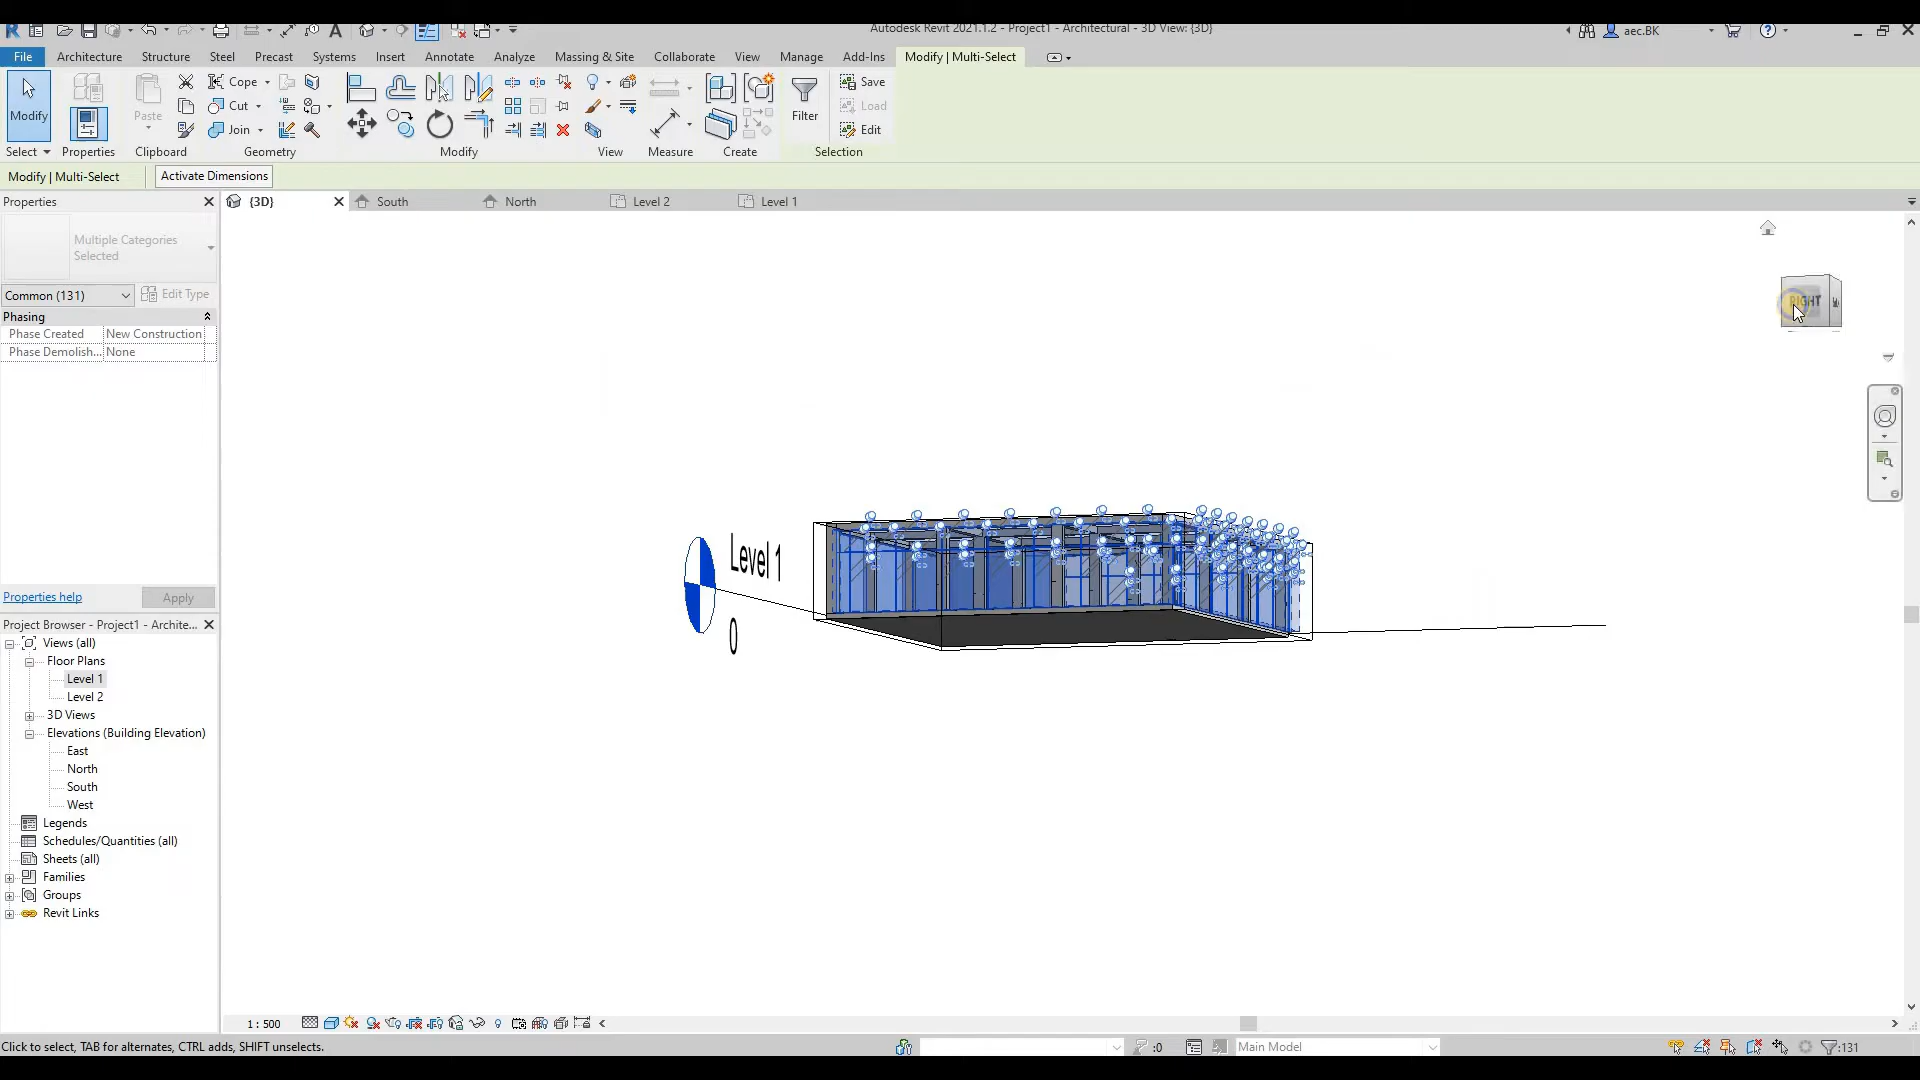 Autodesk Revit 2021.1.2 - Project1 - Architectural - 3D View: {3D}
aec.BK
File Architecture Structure Steel Precast Systems Insert Annotate Analyze Massing & Site Collaborate View Manage Add-Ins Modify | Multi-Select
Modify
Paste
Cope
Cut
Join
Filter
Save
Load
Edit
Select Properties Clipboard Geometry Modify View Measure Create Selection
Modify | Multi-Select Activate Dimensions
Properties
{3D} South North Level 2 Level 1
Multiple Categories
Selected
Common (131) Edit Type
Phasing
Phase Created New Construction
Phase Demolish... None
RIGHT
Level 1
0
Properties help Apply
Project Browser - Project1 - Archite...
Views (all)
Floor Plans
Level 1
Level 2
3D Views
Elevations (Building Elevation)
East
North
South
West
Legends
Schedules/Quantities (all)
Sheets (all)
Families
Groups
Revit Links
1 : 500
Click to select, TAB for alternates, CTRL adds, SHIFT unselects.
:0
Main Model
:131